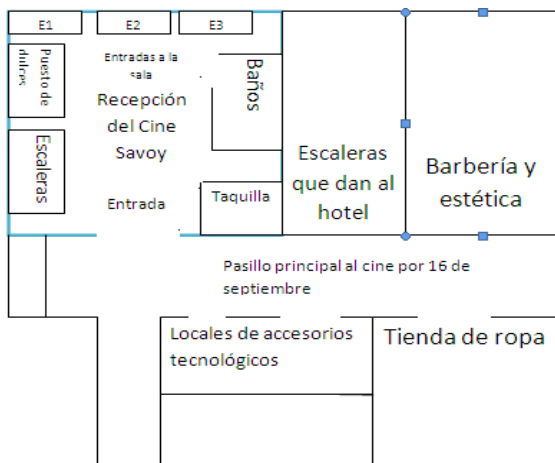 E1
E2
E3
Entradas a la
sala
Puesto de
dulces
Baños
Recepción
del Cine
Savoy
Escaleras
Entrada
Taquilla
Escaleras
que dan al
hotel
Barbería y
estética
Pasillo principal al cine por 16 de
septiembre
Locales de accesorios
tecnológicos
Tienda de ropa